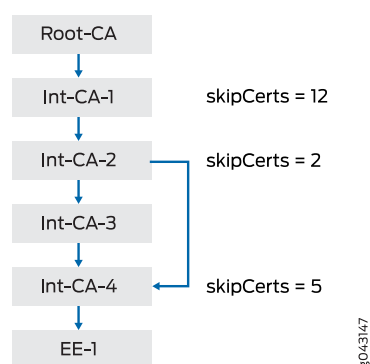 Root-CA
Int-CA-1 skipCerts = 12
Int-CA-2 skipCerts = 2
Int-CA-3
Int-CA-4 skipCerts = 5
EE-1
g043147